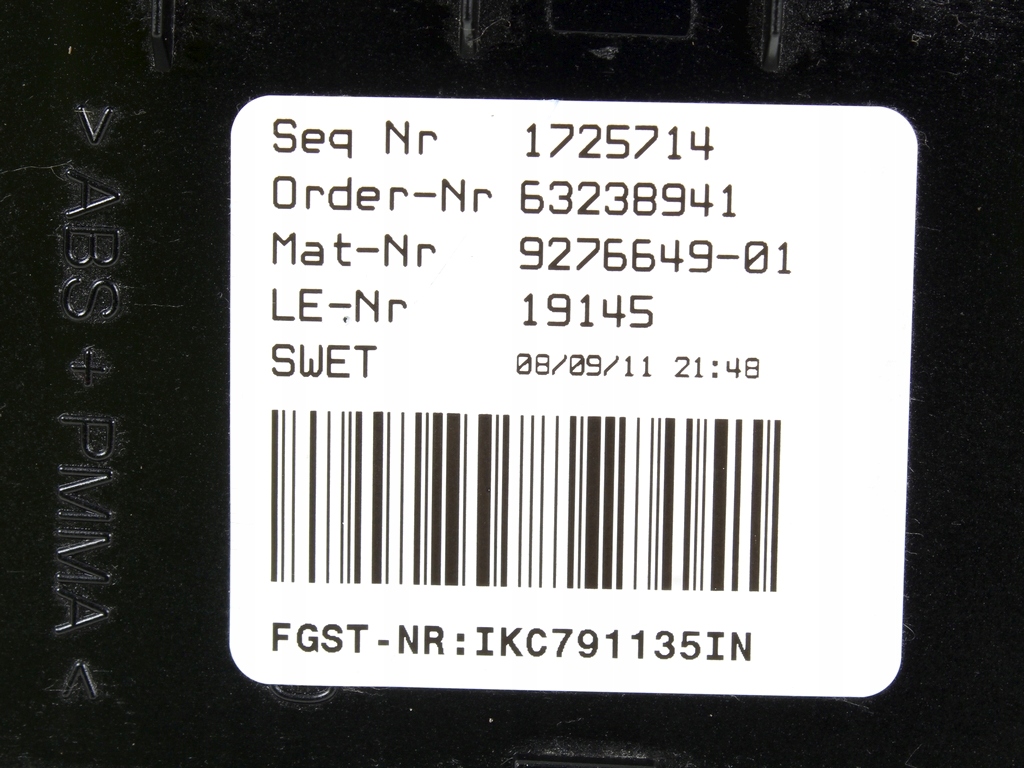 Seq Nr 1725714
Order-Nr 63238941
Mat-Nr 9276649-01
LE-Nr 19145
SWET 08/09/11 21:48
FGST-NR:IKC791135IN
> ABS + PMMA <